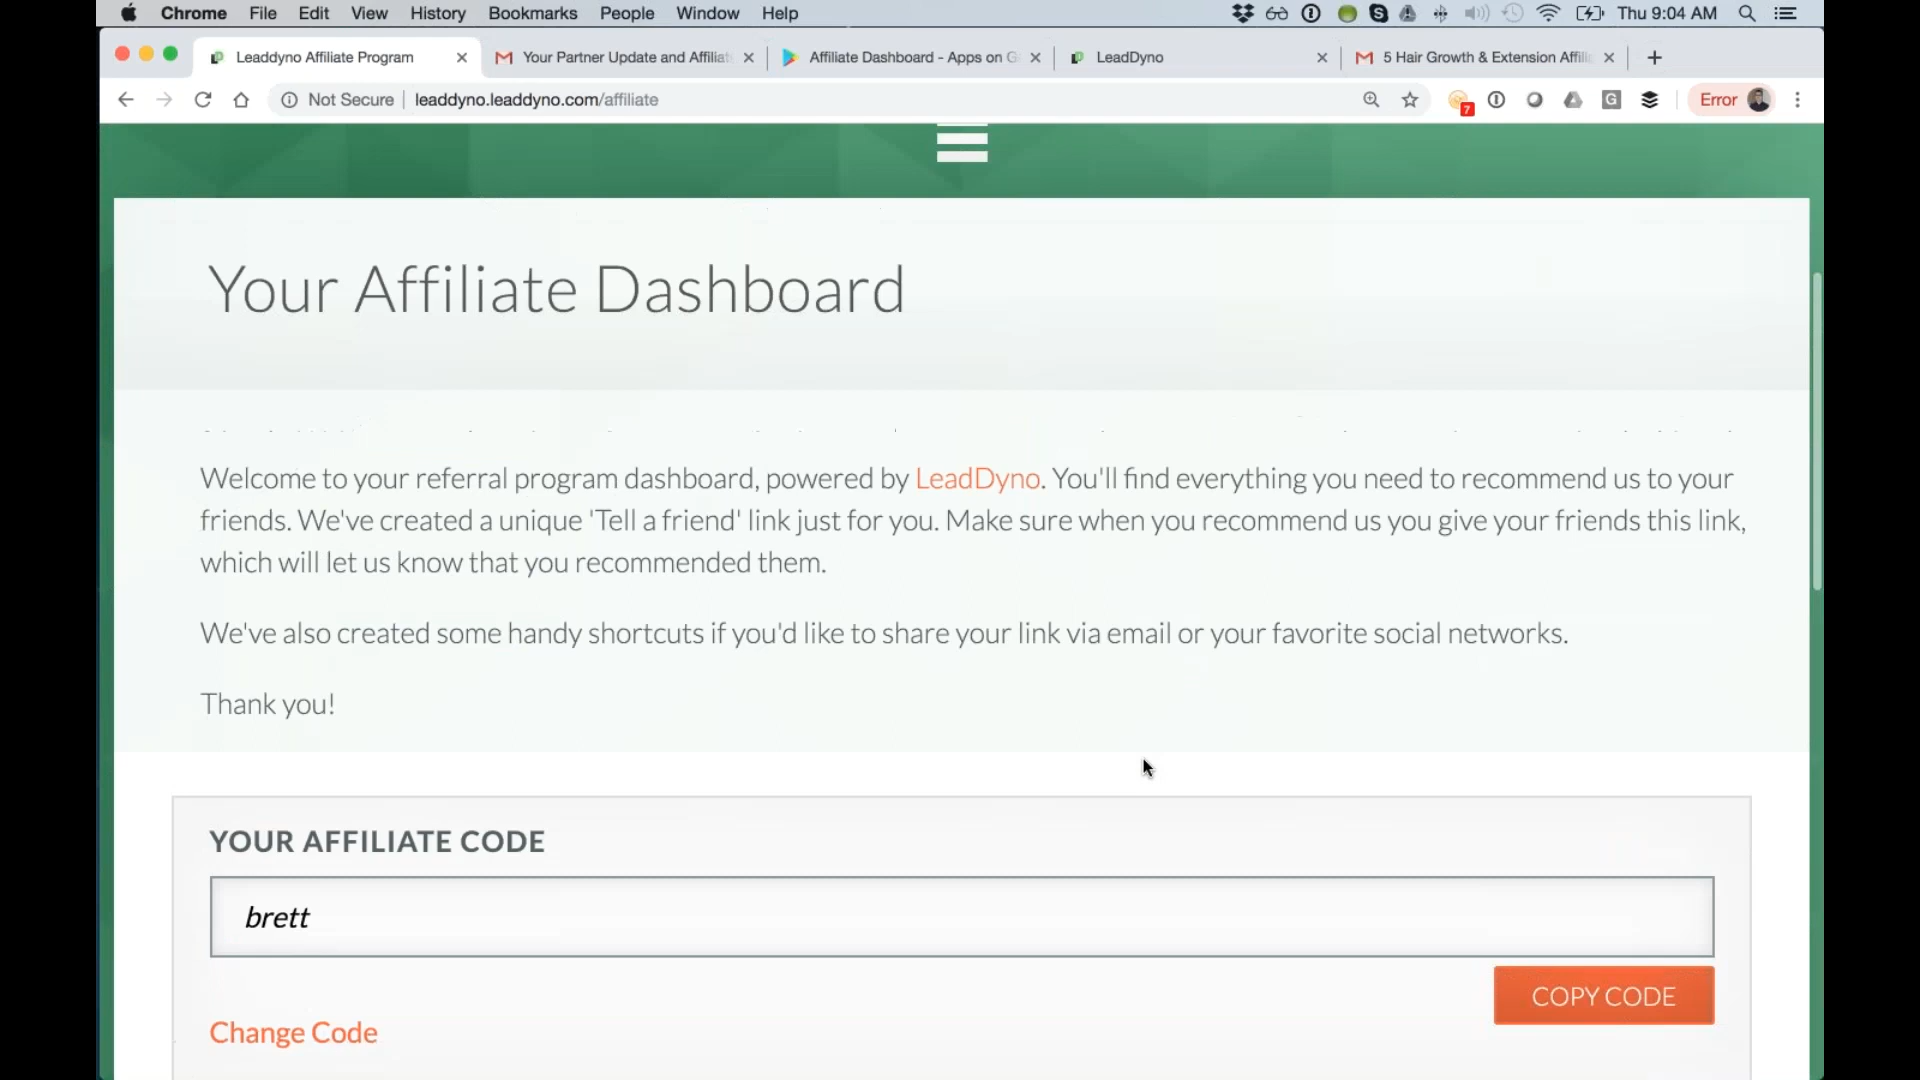 Chrome File Edit View History Bookmarks People Window Help Thu 9:04 AM
Leaddyno Affiliate Program Your Partner Update and Affiliat Affiliate Dashboard - Apps on G LeadDyno 5 Hair Growth & Extension Affili
Not Secure leaddyno.leaddyno.com/affiliate 7 G Error
Your Affiliate Dashboard
Welcome to your referral program dashboard, powered by LeadDyno. You'll find everything you need to recommend us to your
friends. We've created a unique 'Tell a friend' link just for you. Make sure when you recommend us you give your friends this link,
which will let us know that you recommended them.
We've also created some handy shortcuts if you'd like to share your link via email or your favorite social networks.
Thank you!
YOUR AFFILIATE CODE
brett
COPY CODE
Change Code